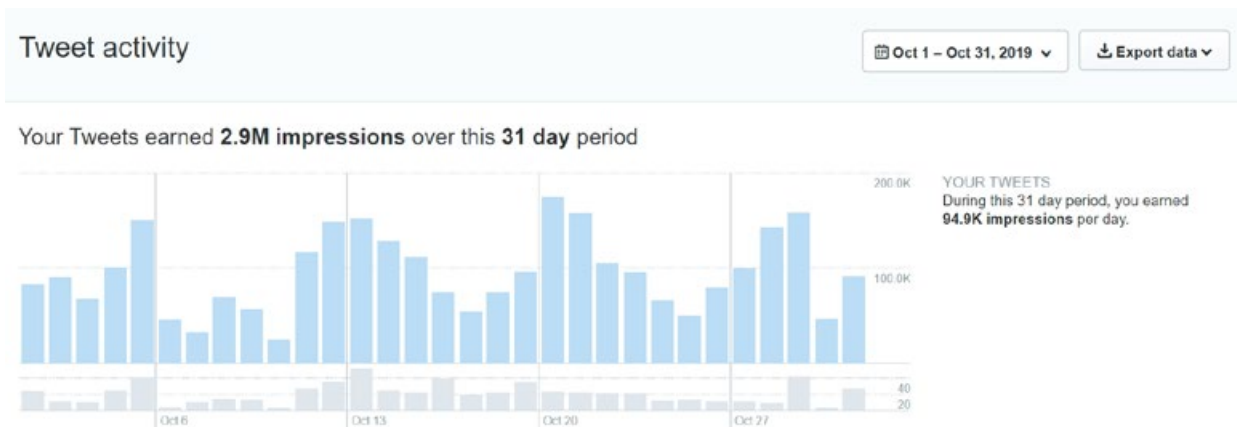 Tweet activity
Oct 1 – Oct 31, 2019
Export data
Your Tweets earned 2.9M impressions over this 31 day period
200.0K
100.0K
40
20
Oct 6
Oct 13
Oct 20
Oct 27
YOUR TWEETS
During this 31 day period, you earned
94.9K impressions per day.